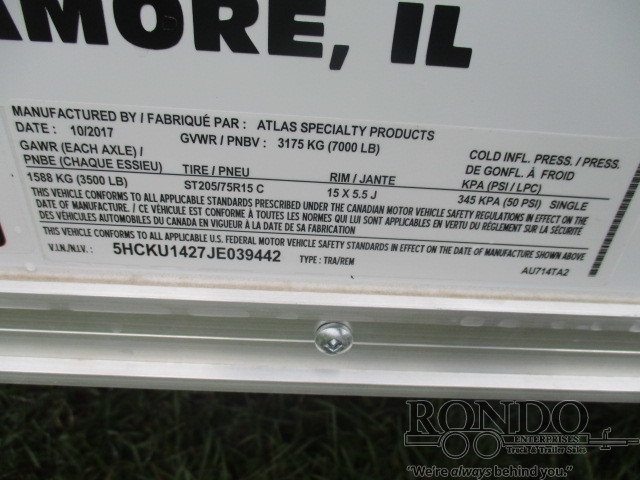 AMORE, IL
MANUFACTURED BY / FABRIQUÉ PAR : ATLAS SPECIALTY PRODUCTS
DATE : 10/2017 GVWR / PNBV : 3175 KG (7000 LB)
GAWR (EACH AXLE) / COLD INFL. PRESS. / PRESS.
PNBE (CHAQUE ESSIEU) TIRE / PNEU RIM / JANTE DE GONFL. À FROID
KPA (PSI / LPC)
1588 KG (3500 LB) ST205/75R15 C 15 X 5.5 J 345 KPA (50 PSI) SINGLE
THIS VEHICLE CONFORMS TO ALL APPLICABLE STANDARDS PRESCRIBED UNDER THE CANADIAN MOTOR VEHICLE SAFETY REGULATIONS IN EFFECT ON THE
DATE OF MANUFACTURE. / CE VÉHICULE EST CONFORME À TOUTES LES NORMES QUI LUI SONT APPLICABLES EN VERTU DU RÈGLEMENT SUR LA SÉCURITÉ
DES VÉHICULES AUTOMOBILES DU CANADA EN VIGUEUR À LA DATE DE SA FABRICATION.
THIS VEHICLE CONFORMS TO ALL APPLICABLE U.S. FEDERAL MOTOR VEHICLE SAFETY STANDARDS IN EFFECT ON THE DATE OF MANUFACTURE SHOWN ABOVE.
V.I.N./N.I.V. : 5HCKU1427JE039442 TYPE : TRA/REM AU714TA2
RONDO
ENTERPRISES
Truck & Trailer Sales
"We're always behind you."